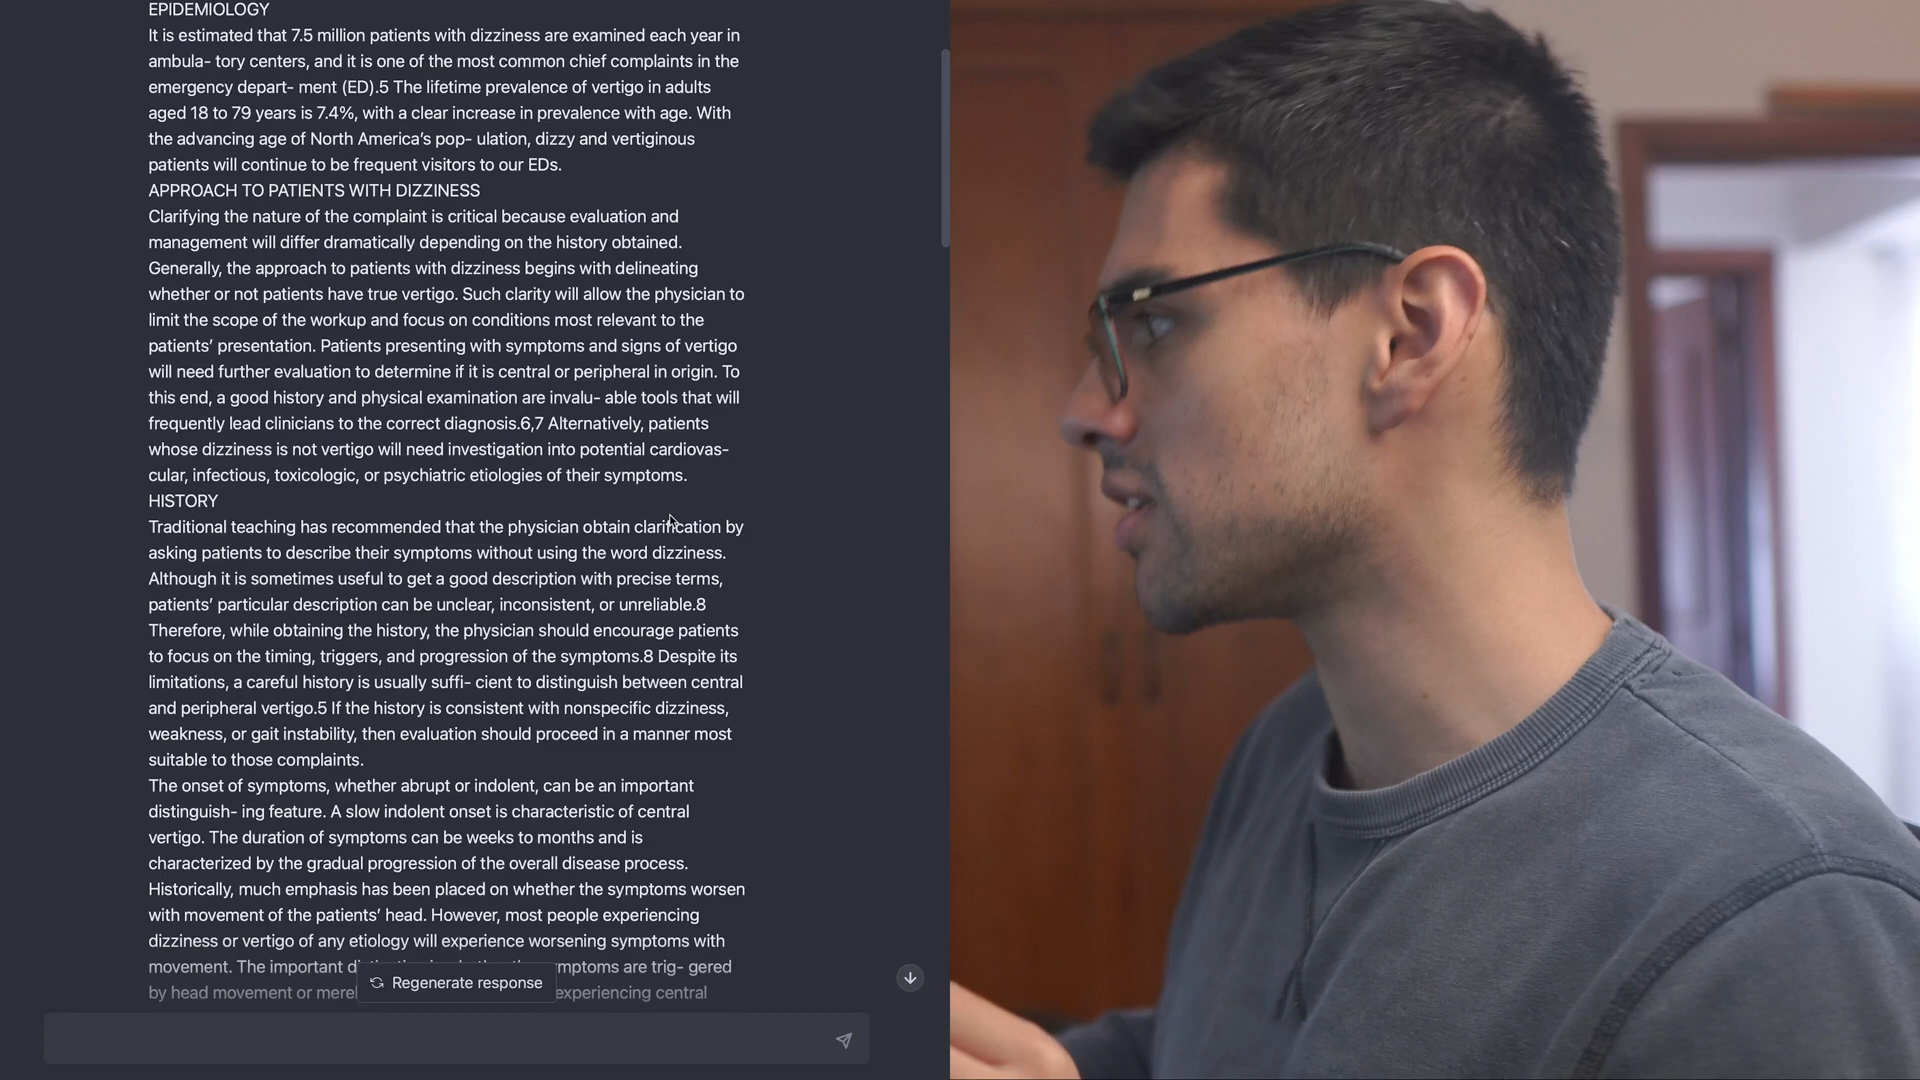 EPIDEMIOLOGY
It is estimated that 7.5 million patients with dizziness are examined each year in
ambula- tory centers, and it is one of the most common chief complaints in the
emergency depart- ment (ED).5 The lifetime prevalence of vertigo in adults
aged 18 to 79 years is 7.4%, with a clear increase in prevalence with age. With
the advancing age of North America’s pop- ulation, dizzy and vertiginous
patients will continue to be frequent visitors to our EDs.
APPROACH TO PATIENTS WITH DIZZINESS
Clarifying the nature of the complaint is critical because evaluation and
management will differ dramatically depending on the history obtained.
Generally, the approach to patients with dizziness begins with delineating
whether or not patients have true vertigo. Such clarity will allow the physician to
limit the scope of the workup and focus on conditions most relevant to the
patients’ presentation. Patients presenting with symptoms and signs of vertigo
will need further evaluation to determine if it is central or peripheral in origin. To
this end, a good history and physical examination are invalu- able tools that will
frequently lead clinicians to the correct diagnosis.6,7 Alternatively, patients
whose dizziness is not vertigo will need investigation into potential cardiovas-
cular, infectious, toxicologic, or psychiatric etiologies of their symptoms.
HISTORY
Traditional teaching has recommended that the physician obtain clarification by
asking patients to describe their symptoms without using the word dizziness.
Although it is sometimes useful to get a good description with precise terms,
patients’ particular description can be unclear, inconsistent, or unreliable.8
Therefore, while obtaining the history, the physician should encourage patients
to focus on the timing, triggers, and progression of the symptoms.8 Despite its
limitations, a careful history is usually suffi- cient to distinguish between central
and peripheral vertigo.5 If the history is consistent with nonspecific dizziness,
weakness, or gait instability, then evaluation should proceed in a manner most
suitable to those complaints.
The onset of symptoms, whether abrupt or indolent, can be an important
distinguish- ing feature. A slow indolent onset is characteristic of central
vertigo. The duration of symptoms can be weeks to months and is
characterized by the gradual progression of the overall disease process.
Historically, much emphasis has been placed on whether the symptoms worsen
with movement of the patients’ head. However, most people experiencing
dizziness or vertigo of any etiology will experience worsening symptoms with
movement. The important symptoms are trig- gered
by head movement or experiencing central
Regenerate response